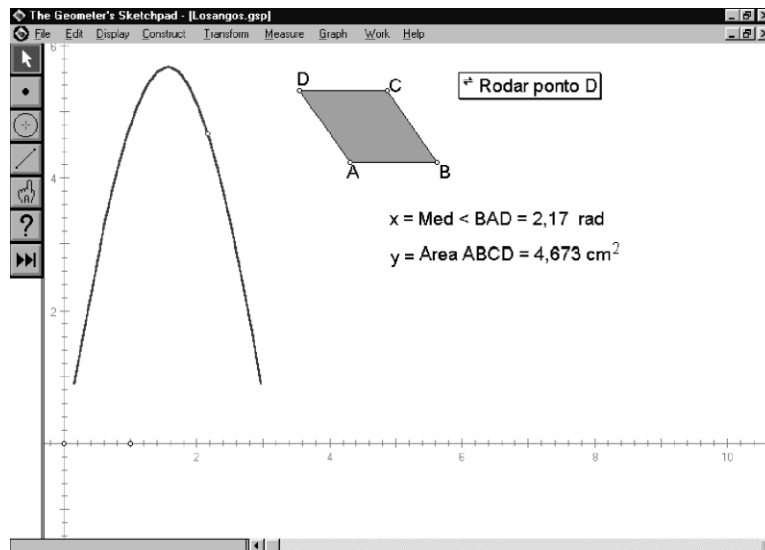 The Geometer's Sketchpad - [Losangos.gsp]
File Edit Display Construct Transform Measure Graph Work Help
6
D
C
Rodar ponto D
A
B
4
x = Med < BAD = 2,17 rad
y = Area ABCD = 4,673 cm²
2
2 4 6 8 10